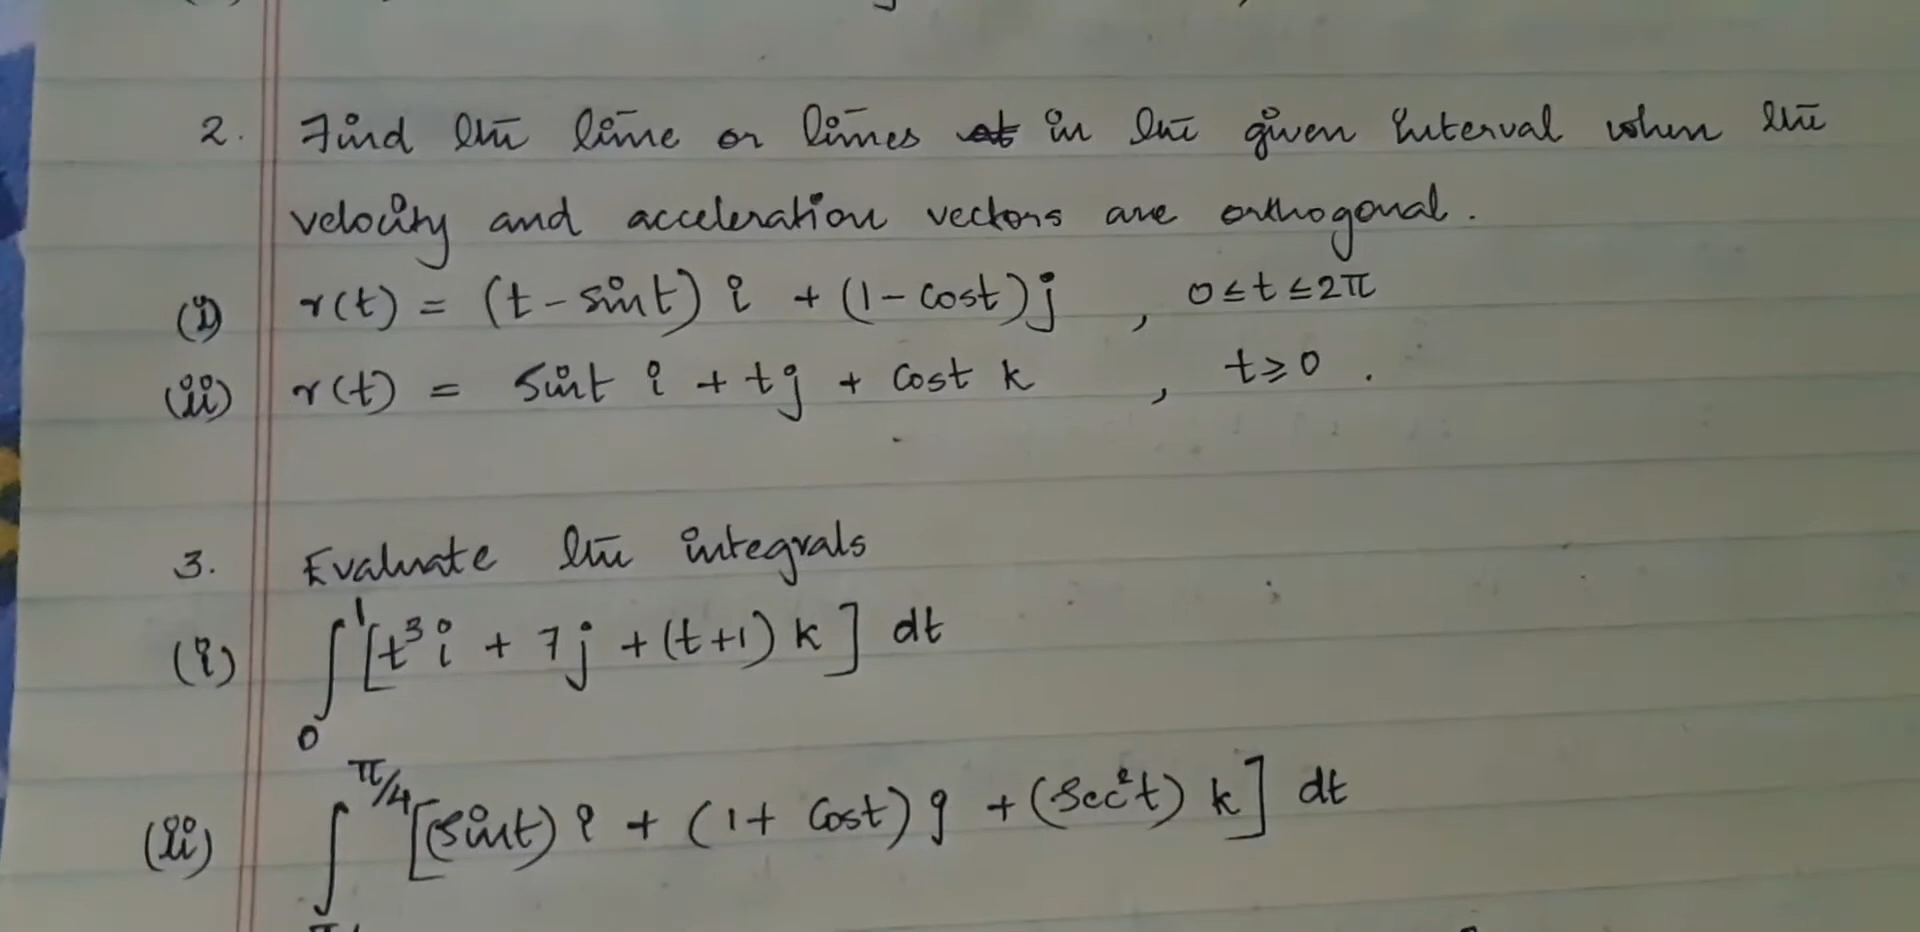 2. Find the time or times at in the given interval when the
velocity and acceleration vectors are orthogonal.
(i) r(t) = (t - sint) i + (1 - cost) j , 0 ≤ t ≤ 2π
(ii) r(t) = sint i + tj + cost k , t ≥ 0 .
3. Evaluate the integrals
(i) ∫₀¹ [t³ i + 7j + (t+1) k] dt
(ii) ∫^π/4 [(sint) i + (1 + cost) j + (sec²t) k] dt